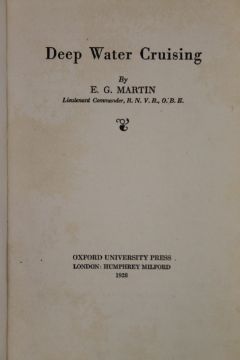 Deep Water Cruising
By
E. G. MARTIN
Lieutenant Commander, R. N. V. R., O. B. E.
OXFORD UNIVERSITY PRESS
LONDON: HUMPHREY MILFORD
1928